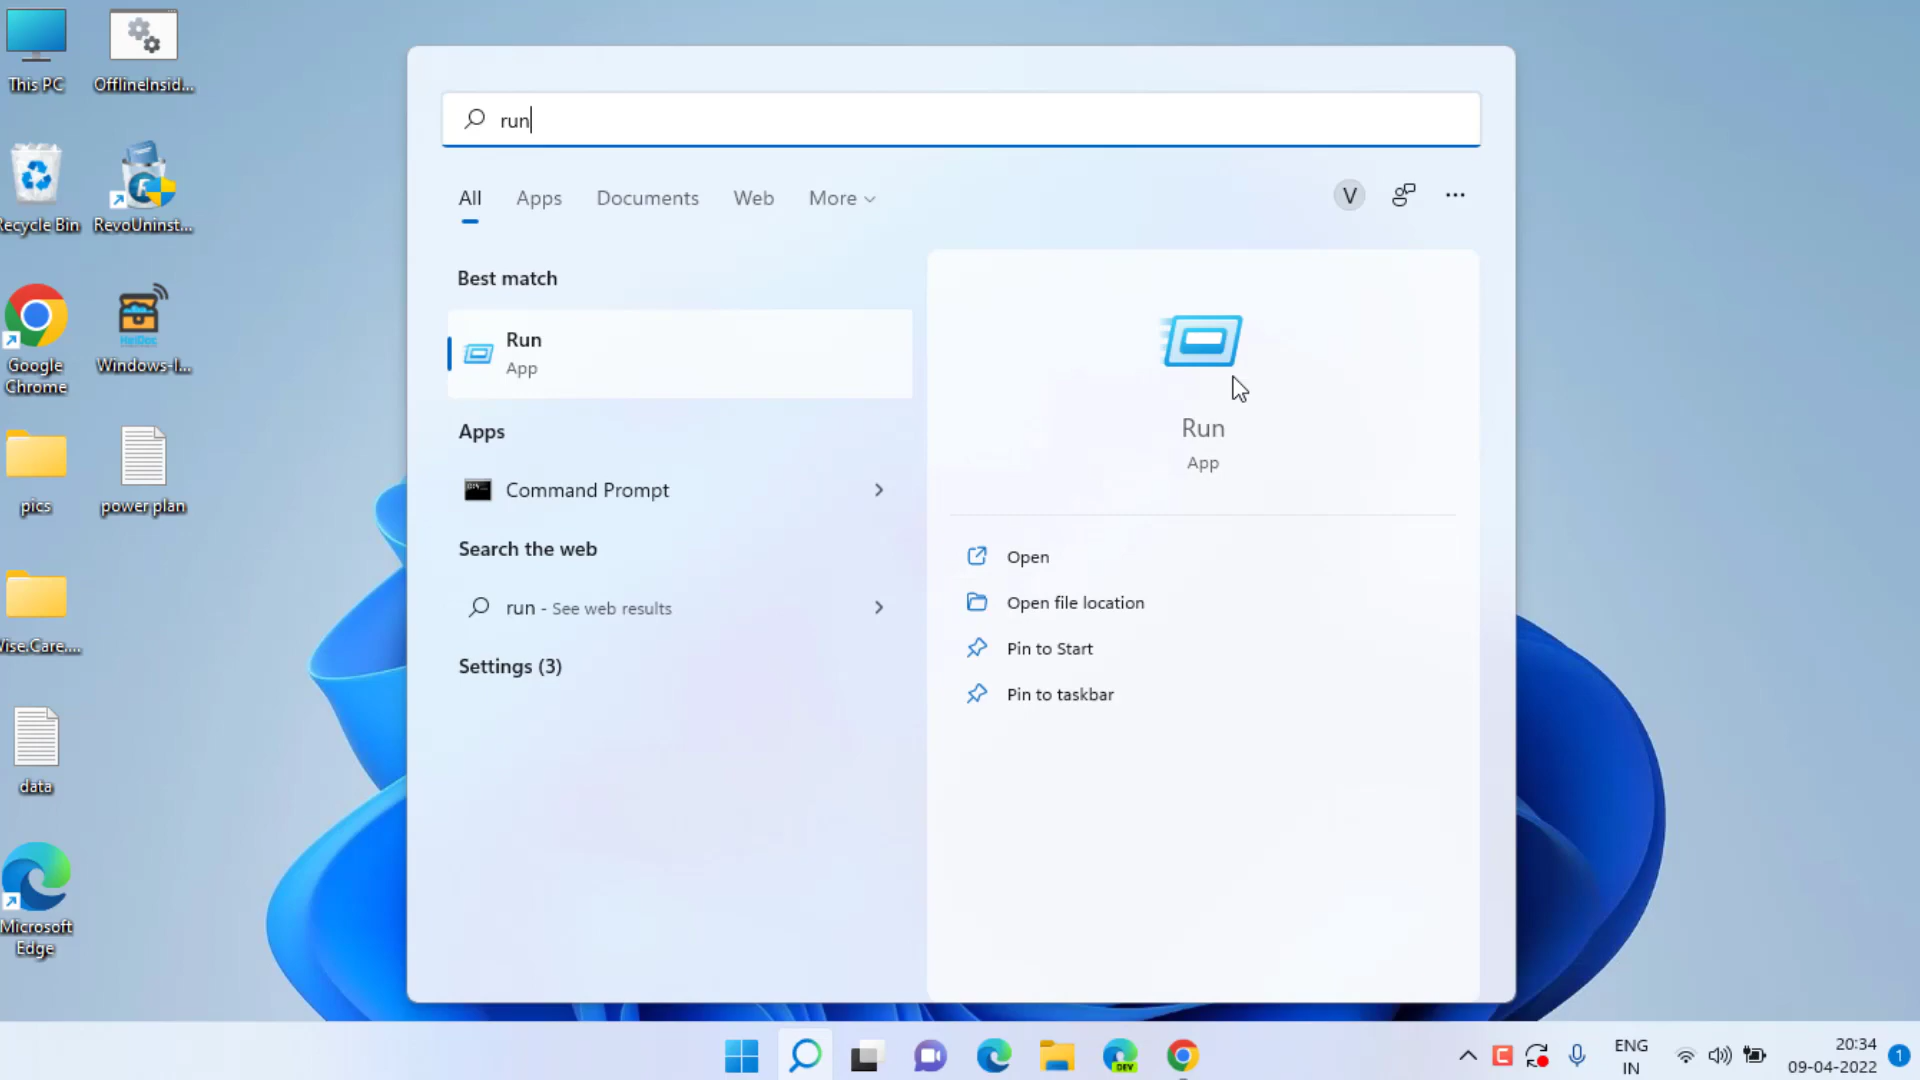 This PC
OfflineInsid...
Recycle Bin
RevoUninst...
Google
Chrome
HeiDoc
Windows-I...
pics
power plan
Wise.Care....
data
Microsoft
Edge
run
All
Apps
Documents
Web
More
V
Best match
Run
App
Apps
Command Prompt
Search the web
run - See web results
Settings (3)
Run
App
Open
Open file location
Pin to Start
Pin to taskbar
DEV
C
ENG
IN
20:34
09-04-2022
1